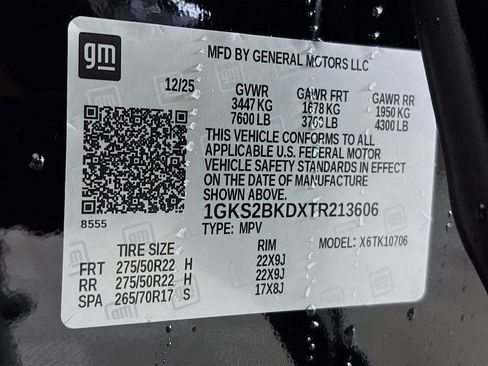 gm
MFD BY GENERAL MOTORS LLC
12/25
GVWR GAWR FRT GAWR RR
3447 KG 1678 KG 1950 KG
7600 LB 3700 LB 4300 LB
THIS VEHICLE CONFORMS TO ALL
APPLICABLE U.S. FEDERAL MOTOR
VEHICLE SAFETY STANDARDS IN EFFECT
ON THE DATE OF MANUFACTURE
SHOWN ABOVE.
1GKS2BKDXTR213606
8555
TYPE: MPV MODEL: X6TK10706
TIRE SIZE RIM
FRT 275/50R22 H 22X9J
RR 275/50R22 H 22X9J
SPA 265/70R17 S 17X8J